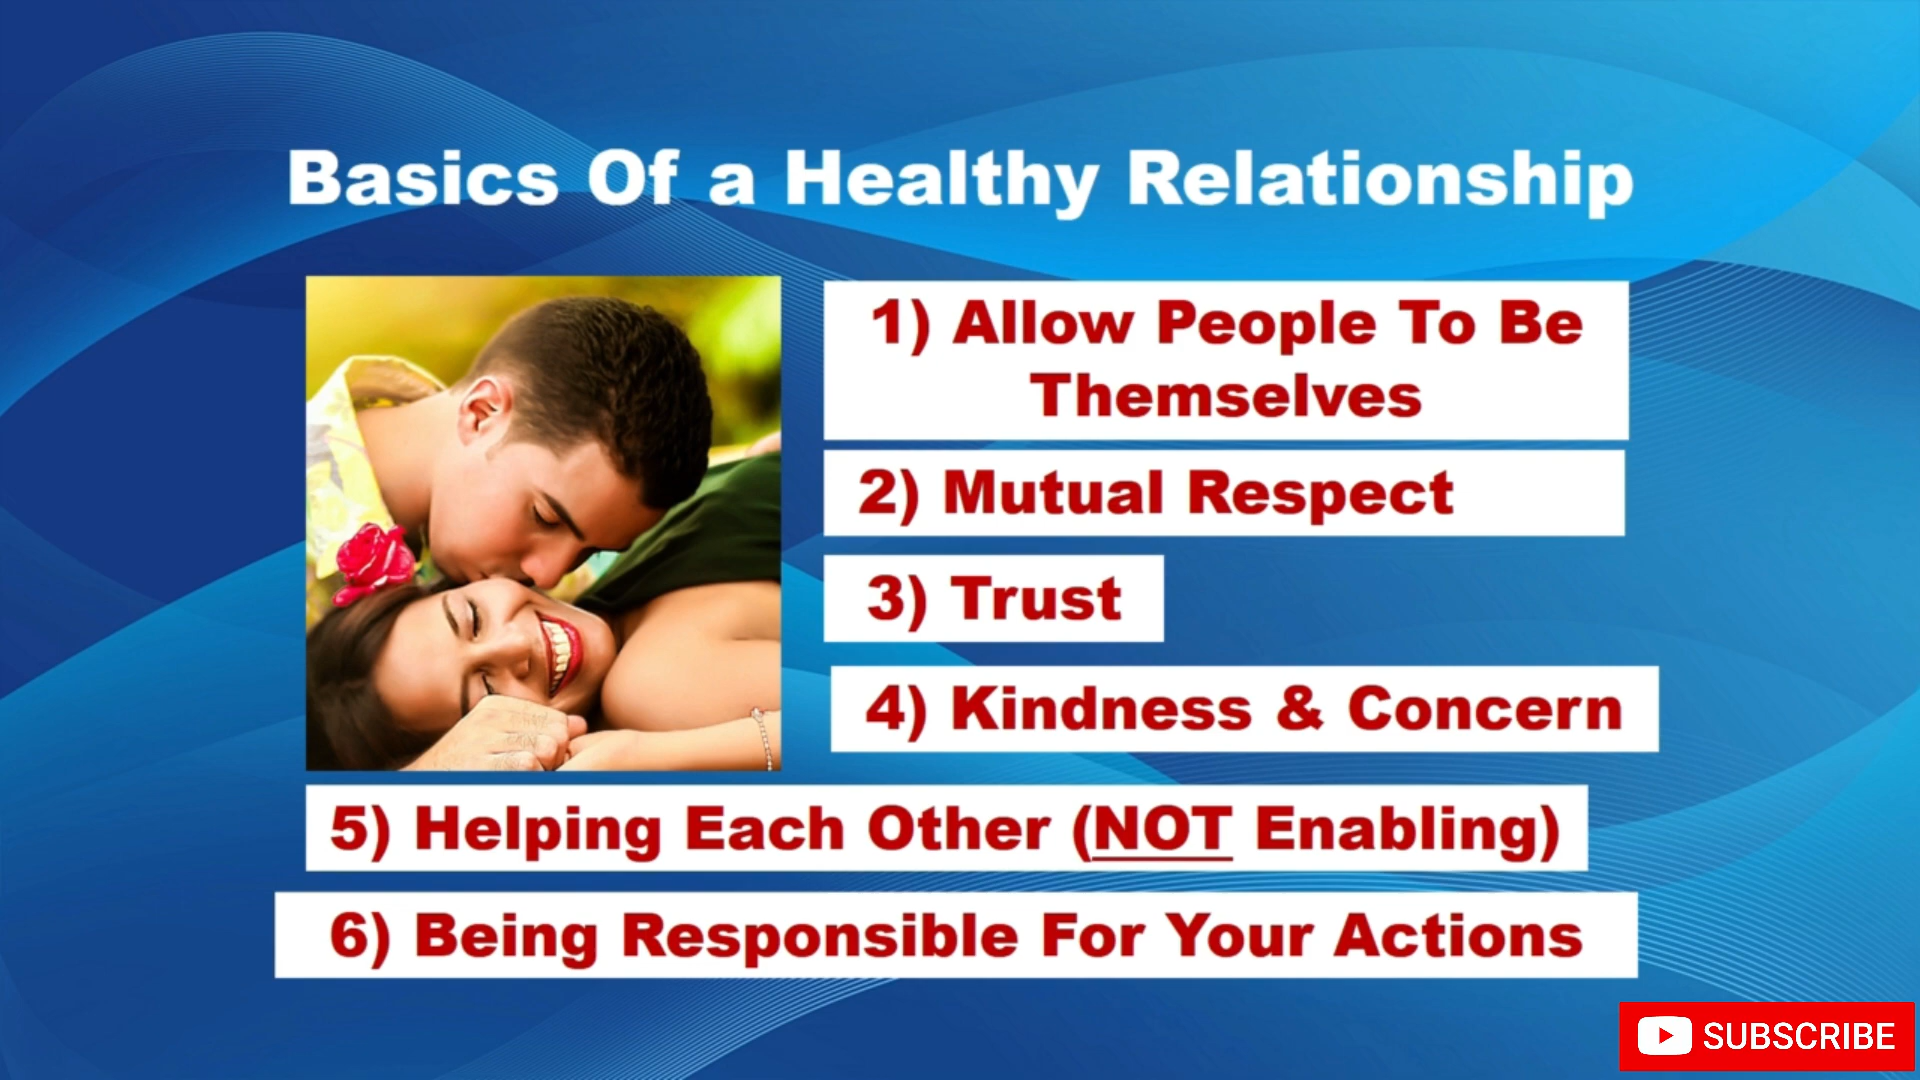 Basics Of a Healthy Relationship
1) Allow People To Be
Themselves
2) Mutual Respect
3) Trust
4) Kindness & Concern
5) Helping Each Other (NOT Enabling)
6) Being Responsible For Your Actions
SUBSCRIBE